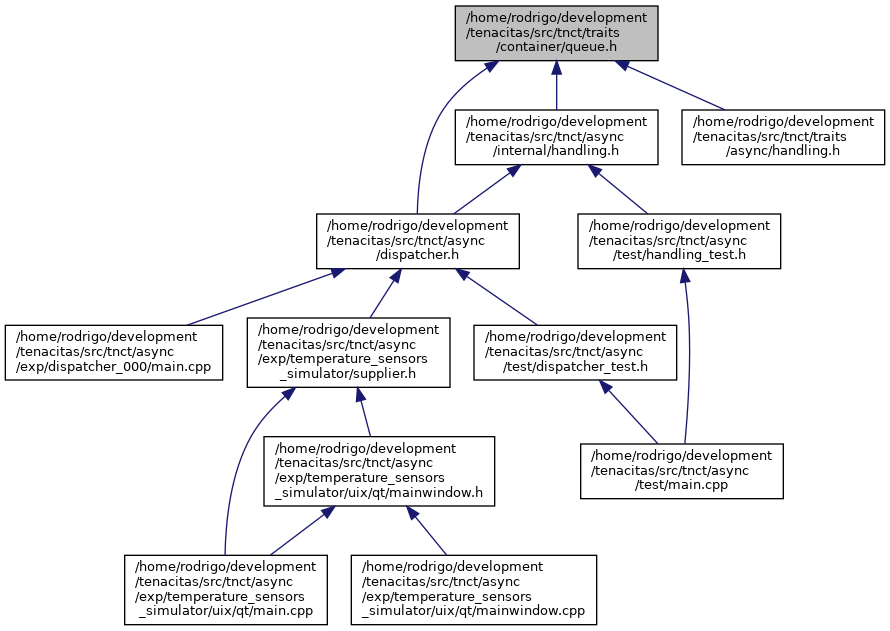 /home/rodrigo/development
/tenacitas/src/tnct/traits
/container/queue.h
/home/rodrigo/development
/tenacitas/src/tnct/async
/internal/handling.h
/home/rodrigo/development
/tenacitas/src/tnct/traits
/async/handling.h
/home/rodrigo/development
/tenacitas/src/tnct/async
/dispatcher.h
/home/rodrigo/development
/tenacitas/src/tnct/async
/test/handling_test.h
/home/rodrigo/development
/tenacitas/src/tnct/async
/exp/dispatcher_000/main.cpp
/home/rodrigo/development
/tenacitas/src/tnct/async
/exp/temperature_sensors
_simulator/supplier.h
/home/rodrigo/development
/tenacitas/src/tnct/async
/test/dispatcher_test.h
/home/rodrigo/development
/tenacitas/src/tnct/async
/exp/temperature_sensors
_simulator/uix/qt/mainwindow.h
/home/rodrigo/development
/tenacitas/src/tnct/async
/test/main.cpp
/home/rodrigo/development
/tenacitas/src/tnct/async
/exp/temperature_sensors
_simulator/uix/qt/main.cpp
/home/rodrigo/development
/tenacitas/src/tnct/async
/exp/temperature_sensors
_simulator/uix/qt/mainwindow.cpp